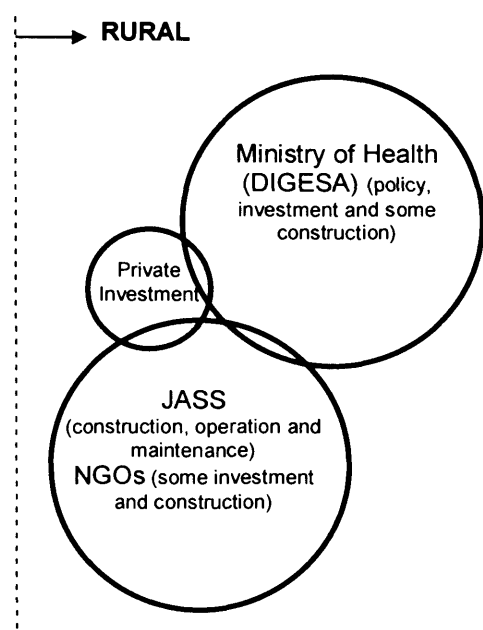 RURAL
Ministry of Health
(DIGESA) (policy,
investment and some
construction)
Private
Investment
JASS
(construction, operation and
maintenance)
NGOs (some investment
and construction)